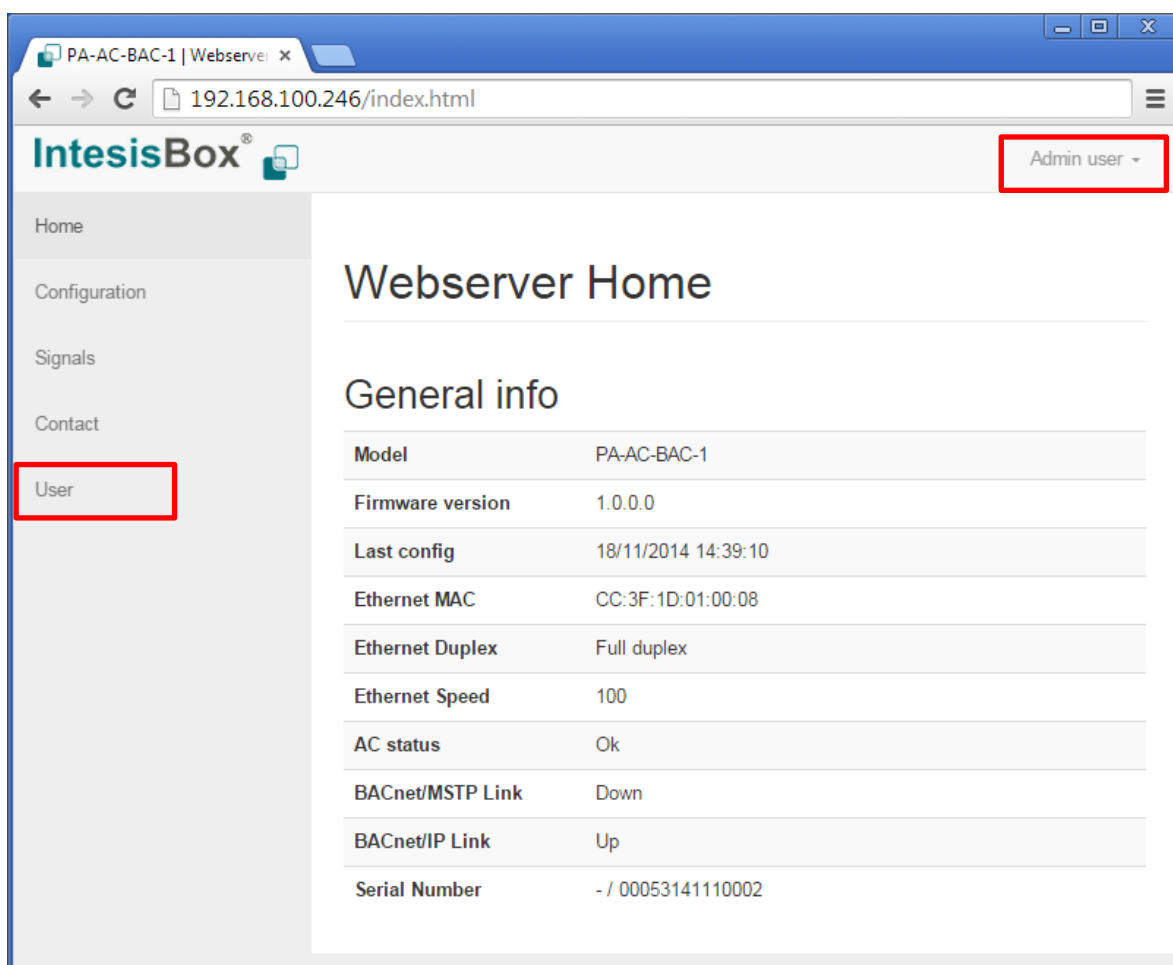 PA-AC-BAC-1 | Webserver
192.168.100.246/index.html
IntesisBox®
Admin user
Home
Configuration
Signals
Contact
User
Webserver Home
General info
Model PA-AC-BAC-1
Firmware version 1.0.0.0
Last config 18/11/2014 14:39:10
Ethernet MAC CC:3F:1D:01:00:08
Ethernet Duplex Full duplex
Ethernet Speed 100
AC status Ok
BACnet/MSTP Link Down
BACnet/IP Link Up
Serial Number - / 00053141110002